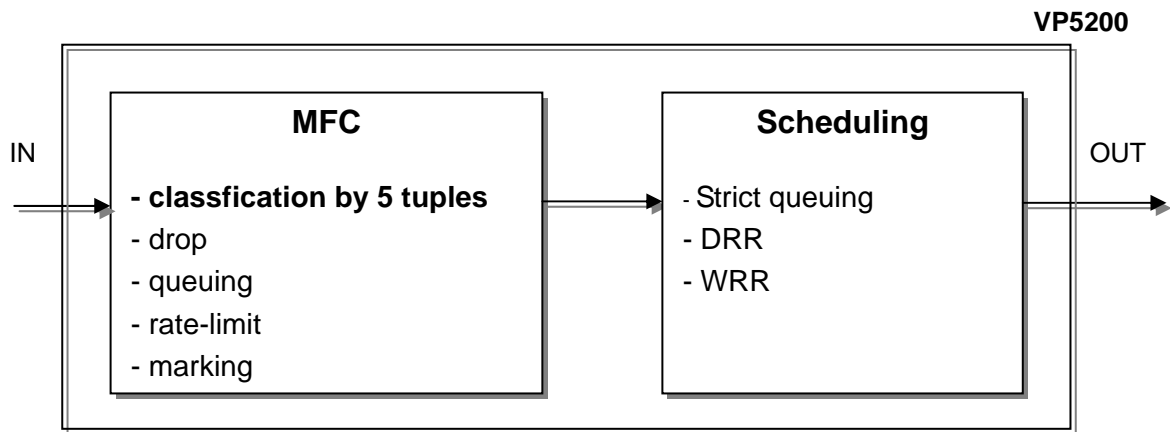 VP5200
IN
MFC
- classfication by 5 tuples
- drop
- queuing
- rate-limit
- marking
Scheduling
- Strict queuing
- DRR
- WRR
OUT